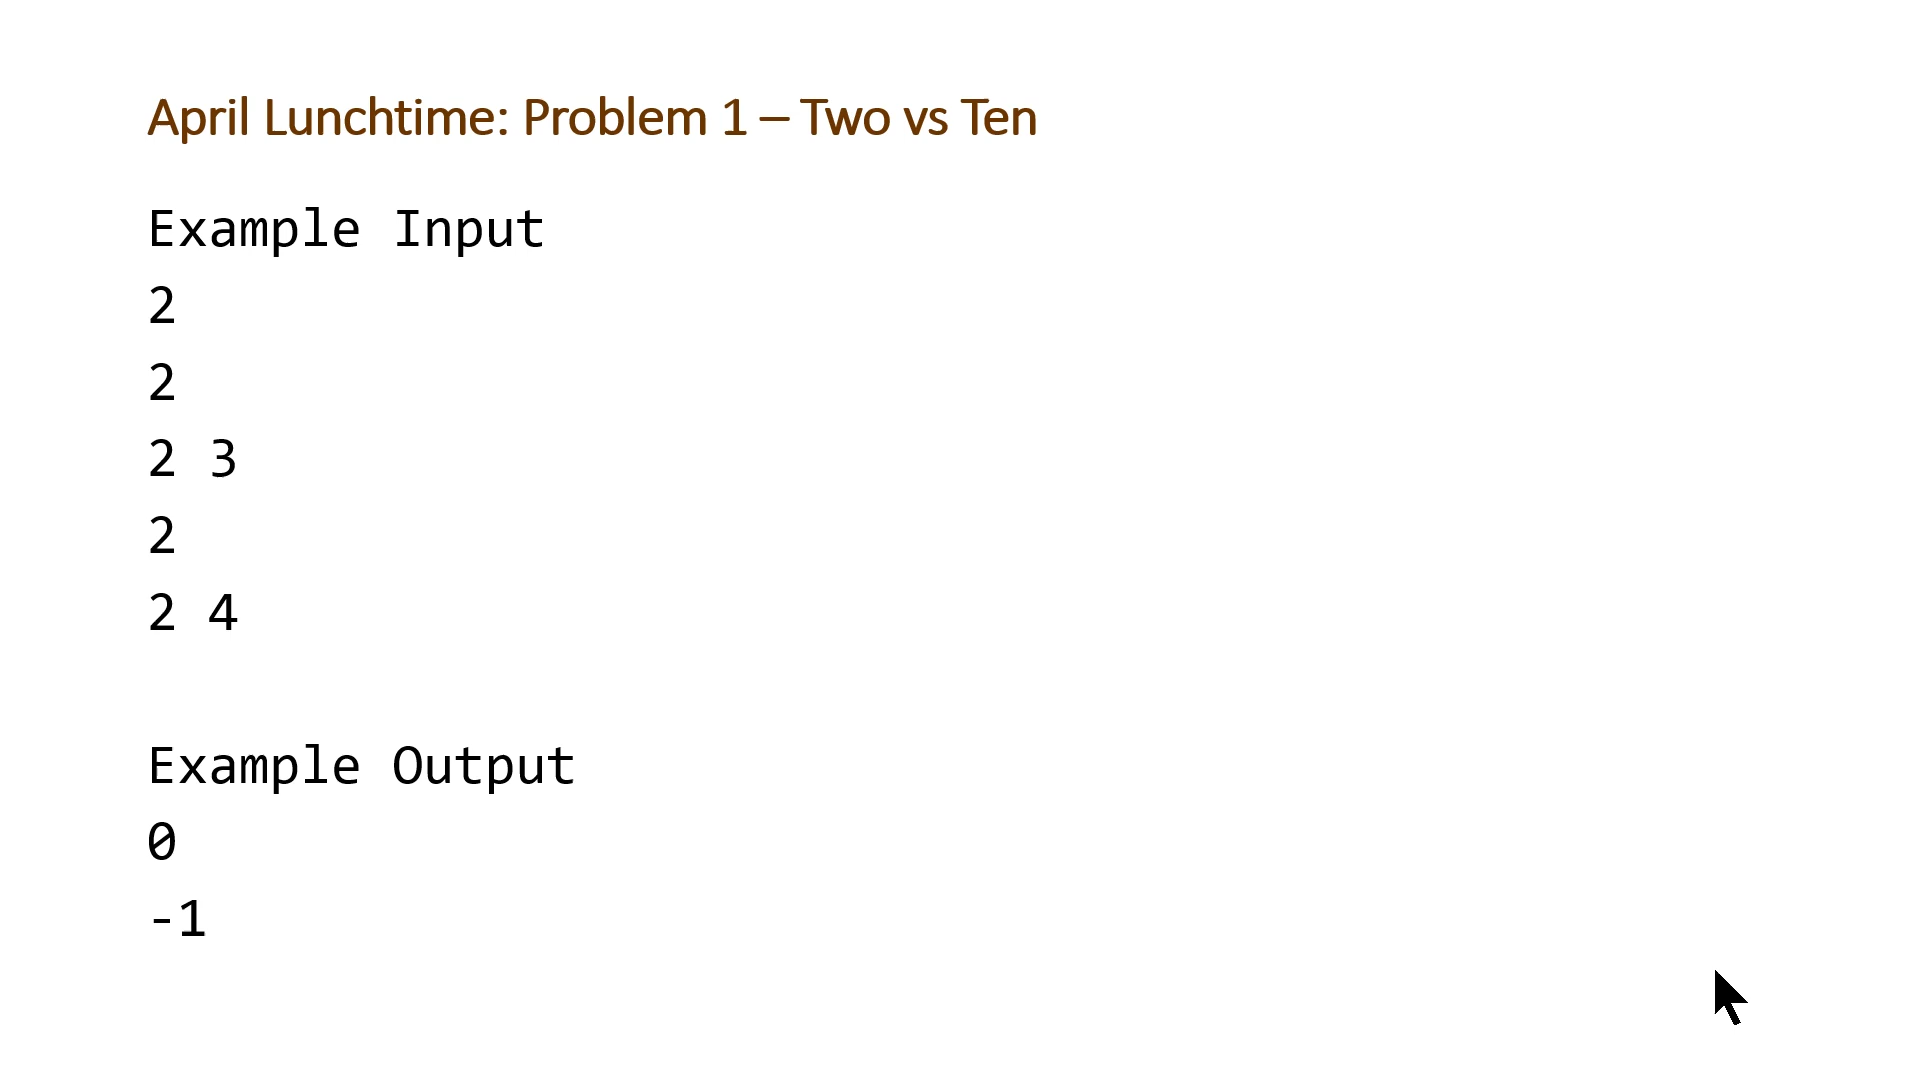 April Lunchtime: Problem 1 – Two vs Ten
Example Input
2
2
2 3
2
2 4
Example Output
0
-1